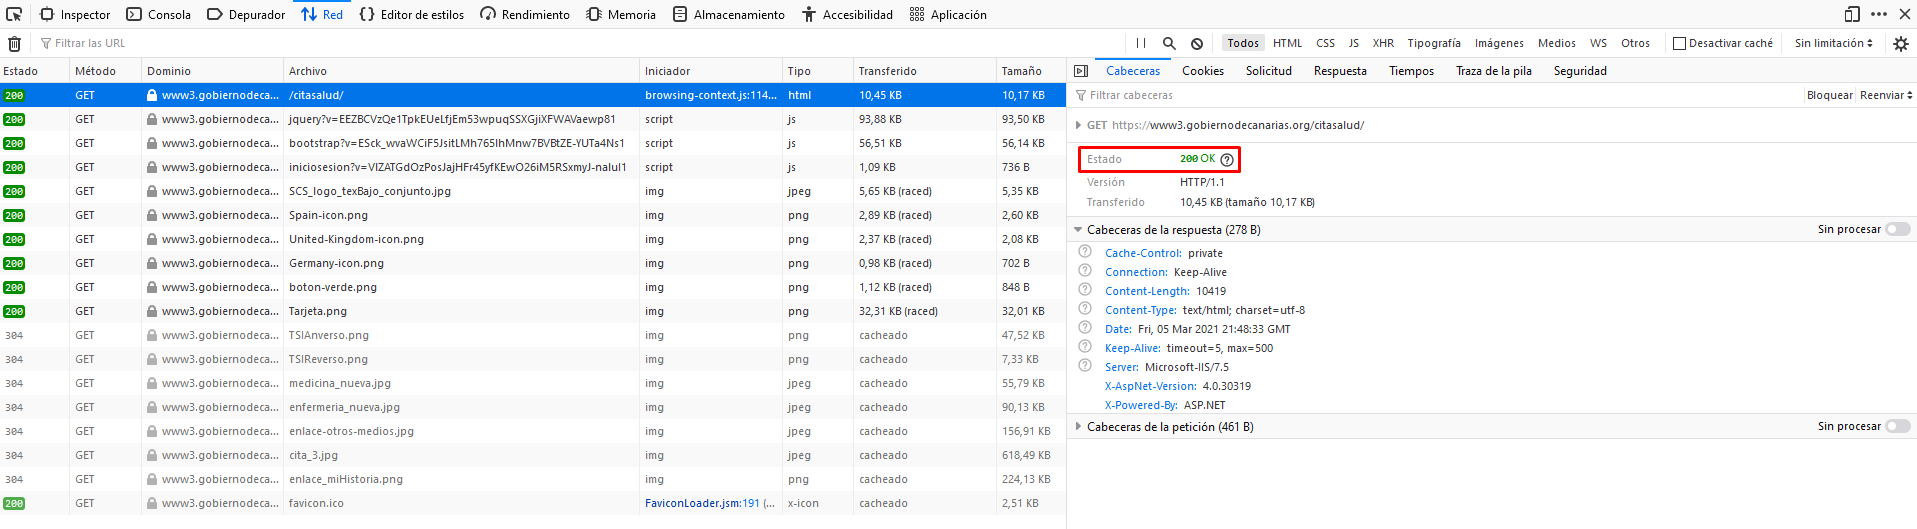 Inspector Consola Depurador Red Editor de estilos Rendimiento Memoria Almacenamiento Accesibilidad Aplicación
Filtrar las URL Todos HTML CSS JS XHR Tipografía Imágenes Medios WS Otros Desactivar caché Sin limitación
Estado Método Dominio Archivo Iniciador Tipo Transferido Tamaño
200 GET www3.gobiernodeca... /citasalud/ browsing-context.js:114... html 10,45 KB 10,17 KB
200 GET www3.gobiernodeca... jquery?v=EEZBCVzQe1TpkEUeLfjEm53wpuqSSXGjiXFWAVaewp81 script js 93,88 KB 93,50 KB
200 GET www3.gobiernodeca... bootstrap?v=ESck_wvaWCiF5JsitLMh765IhMnw7BVBtZE-YUTa4Ns1 script js 56,51 KB 56,14 KB
200 GET www3.gobiernodeca... iniciosesion?v=VIZATGdOzPosJajHFr45yfKEwO26iM5RSxmyJ-naIuI1 script js 1,09 KB 736 B
200 GET www3.gobiernodeca... SCS_logo_texBajo_conjunto.jpg img jpeg 5,65 KB (raced) 5,35 KB
200 GET www3.gobiernodeca... Spain-icon.png img png 2,89 KB (raced) 2,60 KB
200 GET www3.gobiernodeca... United-Kingdom-icon.png img png 2,37 KB (raced) 2,08 KB
200 GET www3.gobiernodeca... Germany-icon.png img png 0,98 KB (raced) 702 B
200 GET www3.gobiernodeca... boton-verde.png img png 1,12 KB (raced) 848 B
200 GET www3.gobiernodeca... Tarjeta.png img png 32,31 KB (raced) 32,01 KB
304 GET www3.gobiernodeca... TSIAnverso.png img png cacheado 47,52 KB
304 GET www3.gobiernodeca... TSIReverso.png img png cacheado 7,33 KB
304 GET www3.gobiernodeca... medicina_nueva.jpg img jpeg cacheado 55,79 KB
304 GET www3.gobiernodeca... enfermeria_nueva.jpg img jpeg cacheado 90,13 KB
304 GET www3.gobiernodeca... enlace-otros-medios.jpg img jpeg cacheado 156,91 KB
304 GET www3.gobiernodeca... cita_3.jpg img jpeg cacheado 618,49 KB
304 GET www3.gobiernodeca... enlace_miHistoria.png img png cacheado 224,13 KB
200 GET www3.gobiernodeca... favicon.ico FaviconLoader.jsm:191 (... x-icon cacheado 2,51 KB
Cabeceras Cookies Solicitud Respuesta Tiempos Traza de la pila Seguridad
Filtrar cabeceras Bloquear Reenviar
GET https://www3.gobiernodecanarias.org/citasalud/
Estado 200 OK
Versión HTTP/1.1
Transferido 10,45 KB (tamaño 10,17 KB)
Cabeceras de la respuesta (278 B) Sin procesar
Cache-Control: private
Connection: Keep-Alive
Content-Length: 10419
Content-Type: text/html; charset=utf-8
Date: Fri, 05 Mar 2021 21:48:33 GMT
Keep-Alive: timeout=5, max=500
Server: Microsoft-IIS/7.5
X-AspNet-Version: 4.0.30319
X-Powered-By: ASP.NET
Cabeceras de la petición (461 B) Sin procesar